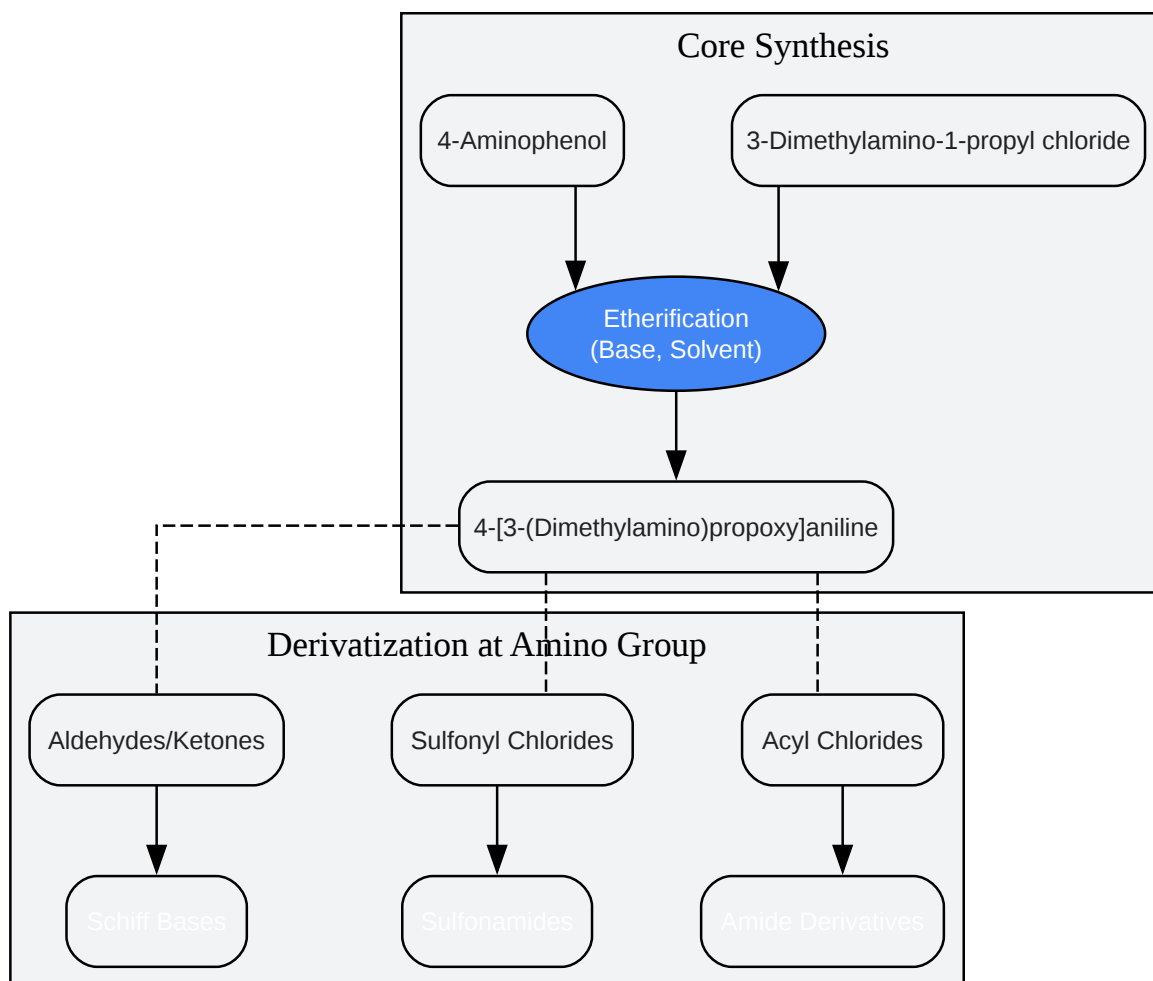 Core Synthesis
4-Aminophenol
3-Dimethylamino-1-propyl chloride
Etherification
(Base, Solvent)
4-[3-(Dimethylamino)propoxy]aniline
Derivatization at Amino Group
Aldehydes/Ketones
Sulfonyl Chlorides
Acyl Chlorides
Schiff Bases
Sulfonamides
Amide Derivatives